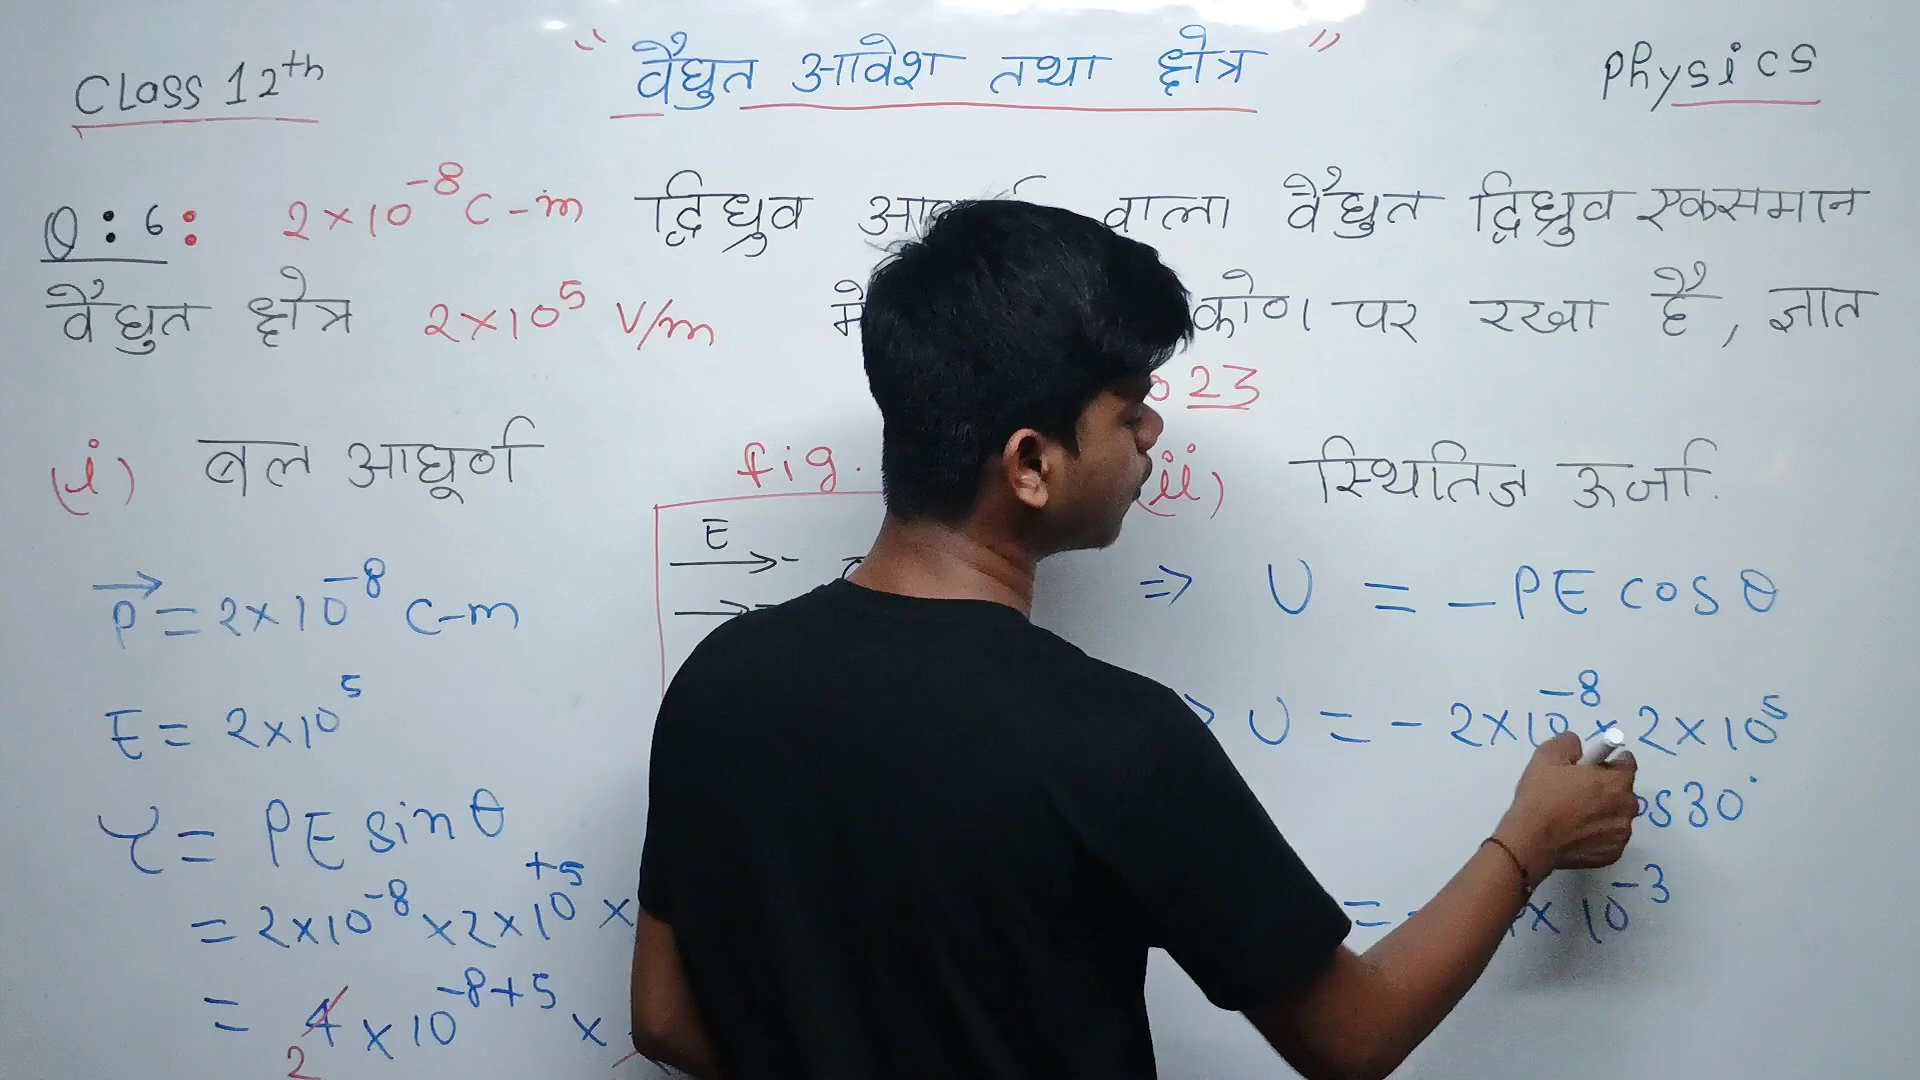 Class 12th
" वैद्युत आवेश तथा क्षेत्र "
Physics
Q : 6 : 2×10⁻⁸ C-m द्विध्रुव वाला वैद्युत द्विध्रुव एकसमान
वैद्युत क्षेत्र 2×10⁵ V/m कोण पर रखा है, ज्ञात
23
(i) बल आघूर्ण
fig.
(ii) स्थितिज ऊर्जा.
E
P⃗ = 2×10⁻⁸ C-m
E = 2×10⁵
τ = PE sin θ
= 2×10⁻⁸ × 2×10⁺⁵ ×
= 4 × 10⁻⁸⁺⁵ ×
2
⇒ U = -PE cos θ
U = - 2×10⁻⁸ × 2×10⁵
os30°
= - × 10⁻³